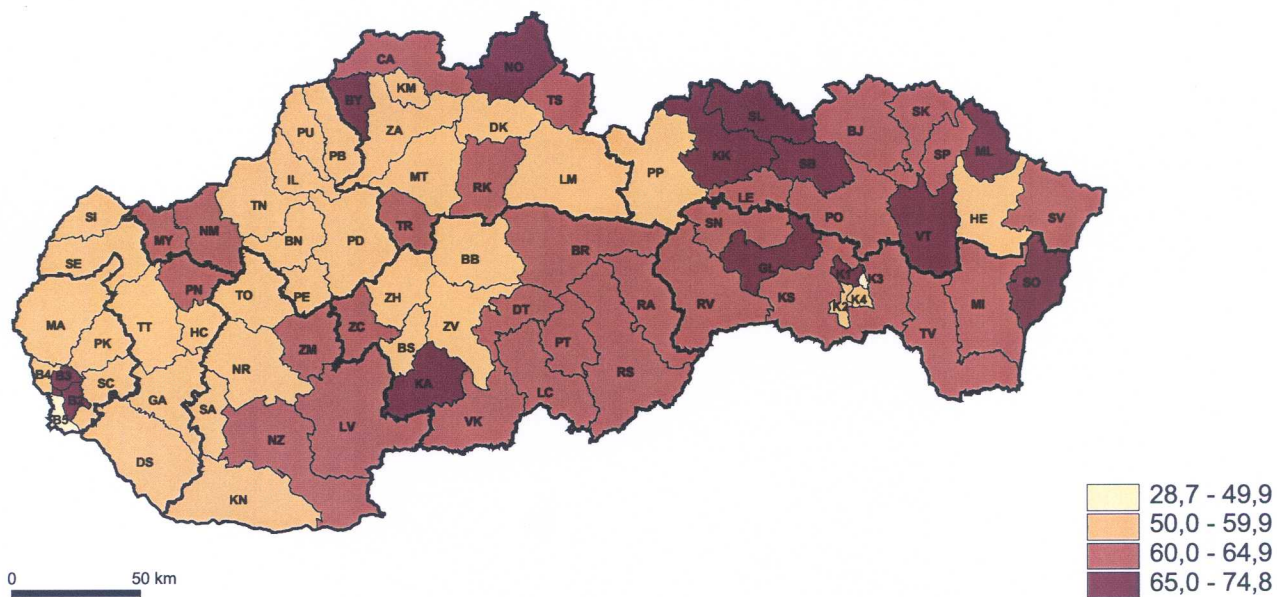 NO
CA
BY
KM
TS
ZA
DK
PU
PB
SL
BJ
SK
SP
ML
KK
SB
IL
MT
RK
LM
PP
LE
PO
HE
SV
TN
SI
MY
NM
BN
PD
TR
SN
VT
SE
BB
BR
GL
K1
K3
SO
PN
TO
PE
ZH
KS
K2
K4
MI
RV
RA
MA
TT
HC
ZC
ZV
DT
TV
PK
ZM
BS
PT
B4
B3
SC
NR
KA
LC
RS
B2
GA
SA
B5
VK
LV
NZ
DS
KN
28,7 - 49,9
50,0 - 59,9
60,0 - 64,9
65,0 - 74,8
0 50 km